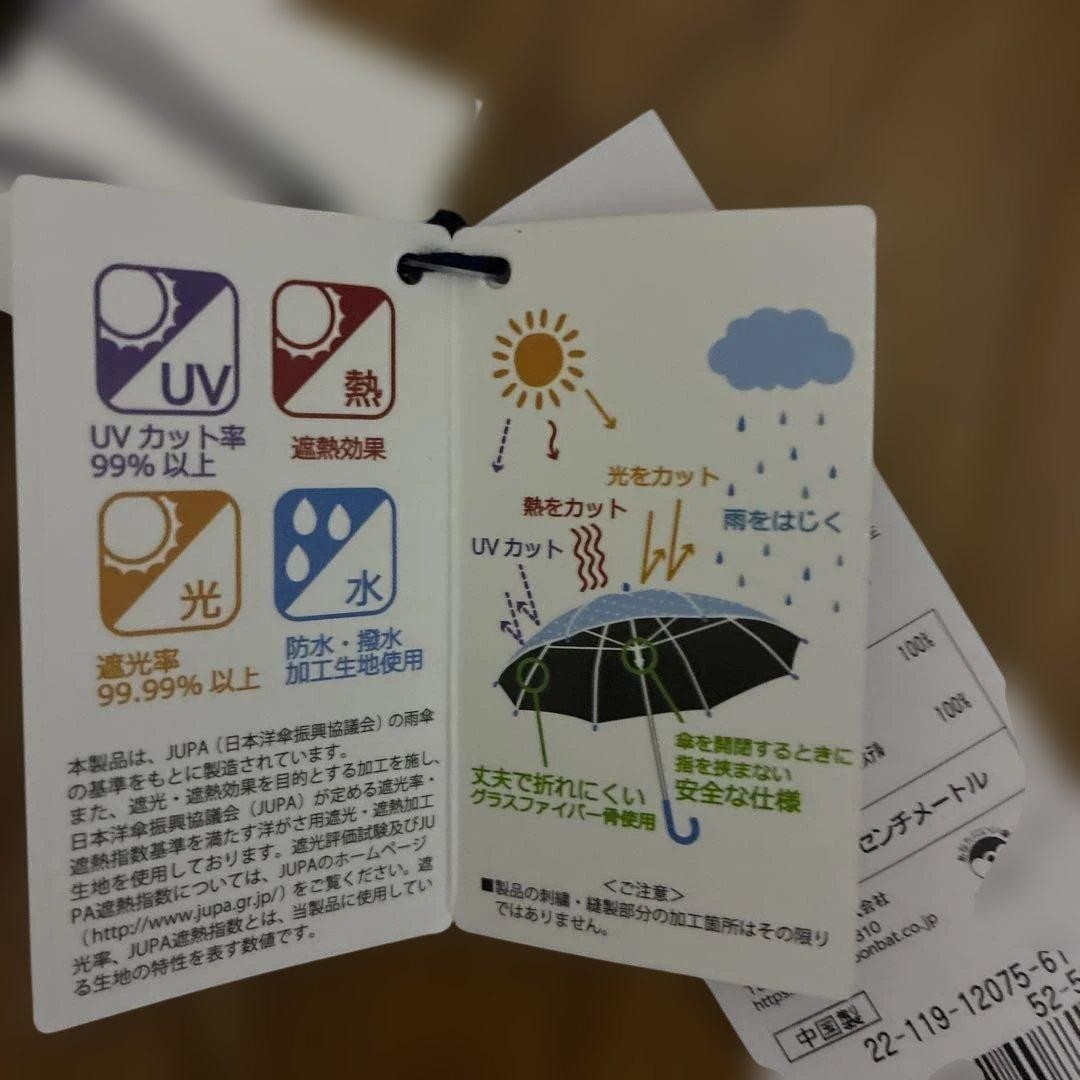 UV
UV カット率
99% 以上
熱
遮熱効果
光
遮光率
99.99% 以上
水
防水・撥水
加工生地使用
本製品は、JUPA（日本洋傘振興協議会）の雨傘
の基準をもとに製造されています。
また、遮光・遮熱効果を目的とする加工を施し、
日本洋傘振興協議会（JUPA）が定める遮光率・
遮熱指数基準を満たす洋がさ用遮光・遮熱加工
生地を使用しております。遮光評価試験及びJU
PA遮熱指数については、JUPAのホームページ
（http://www.jupa.gr.jp/）をご覧ください。遮
光率、JUPA遮熱指数とは、当製品に使用してい
る生地の特性を表す数値です。
光をカット
熱をカット
UV カット
雨をはじく
傘を開閉するときに
指を挟まない
安全な仕様
丈夫で折れにくい
グラスファイバー骨使用
＜ご注意＞
■製品の刺繍・縫製部分の加工箇所はその限り
ではありません。
100%
100%
センチメートル
会社
310
onbat.co.jp
https
中国製
22-119-12075-6
52-5